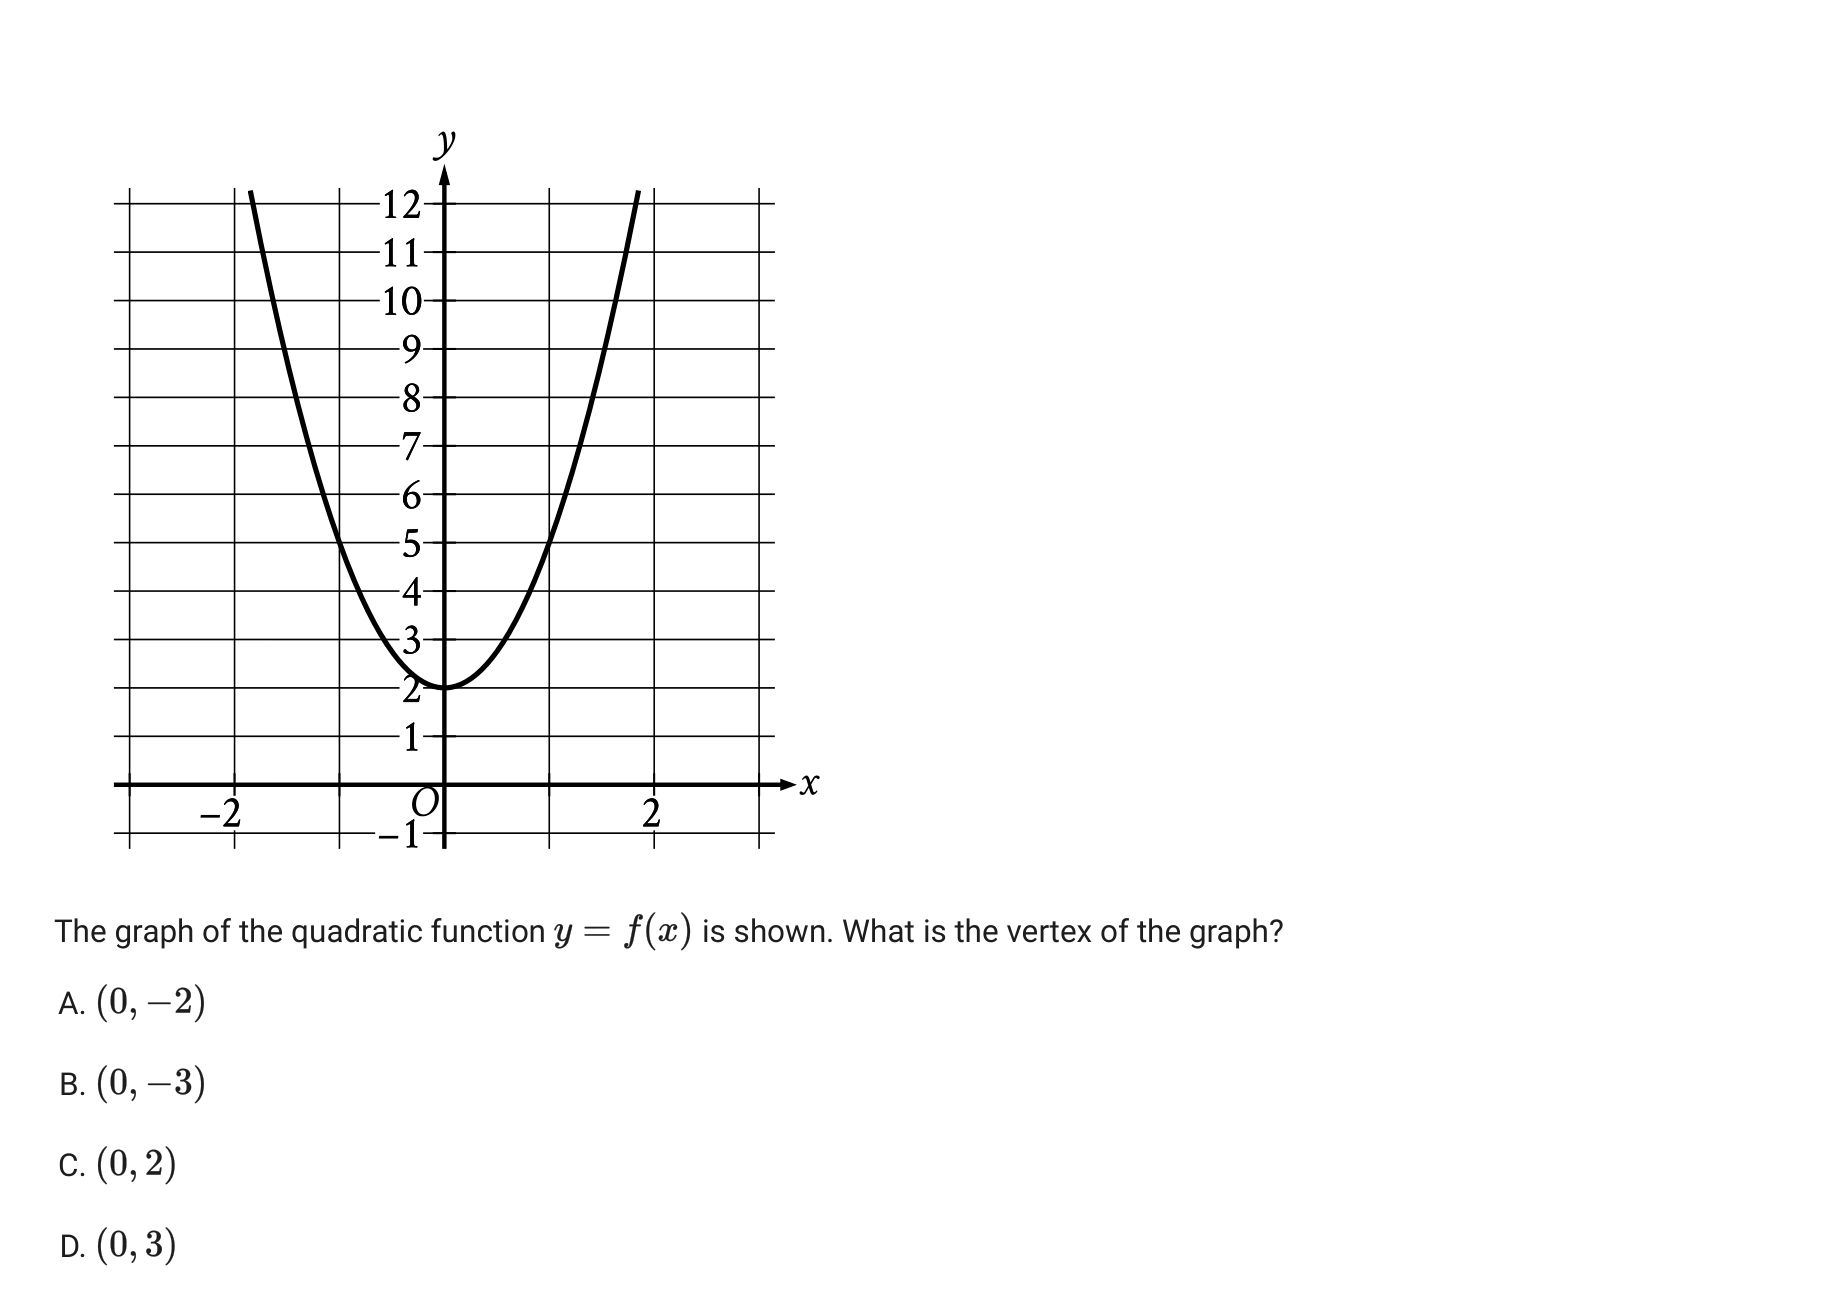 y
12
11
10
9
8
7
6
5
4
3
2
1
O
x
−2
2
−1
The graph of the quadratic function y = f(x) is shown. What is the vertex of the graph?
A. (0, −2)
B. (0, −3)
C. (0, 2)
D. (0, 3)